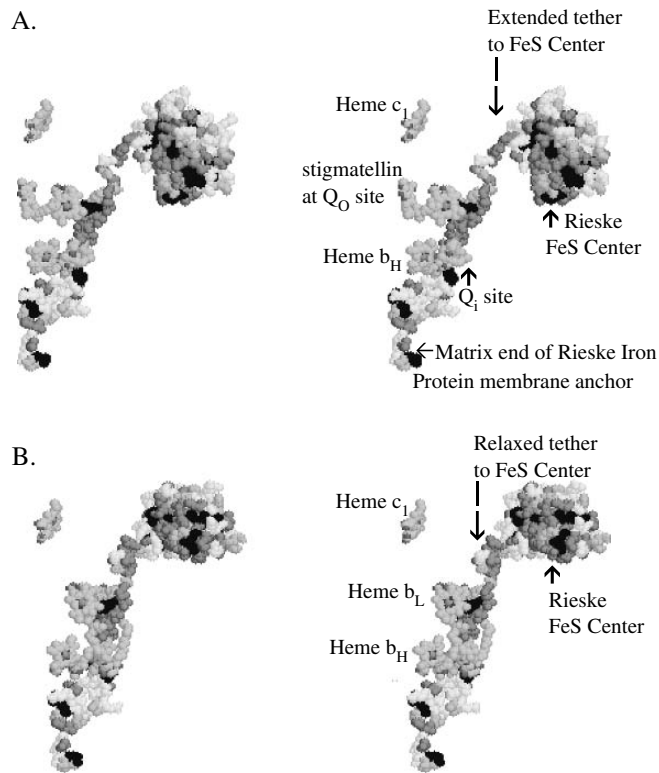 A.
Extended tether
to FeS Center
Heme c1
stigmatellin
at QO site
Rieske
FeS Center
Heme bH
Qi site
←Matrix end of Rieske Iron
Protein membrane anchor
B.
Relaxed tether
to FeS Center
Heme c1
Heme bL
Rieske
FeS Center
Heme bH